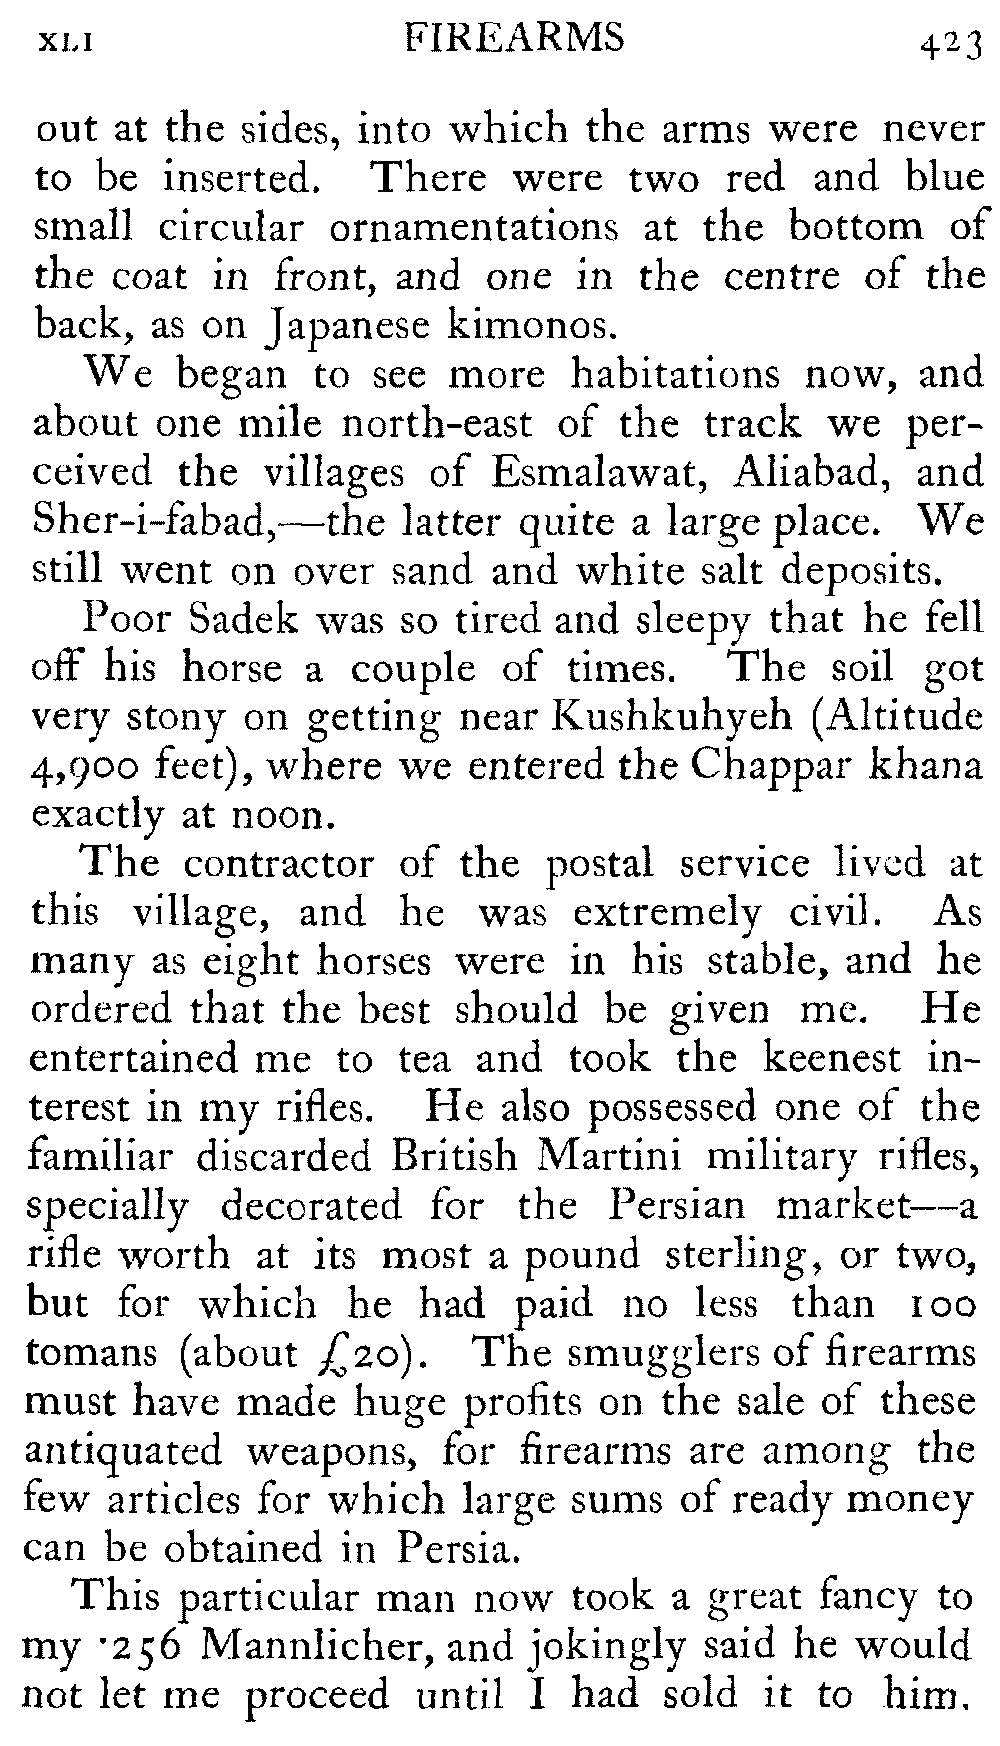 XLI FIREARMS 423
out at the sides, into which the arms were never
to be inserted. There were two red and blue
small circular ornamentations at the bottom of
the coat in front, and one in the centre of the
back, as on Japanese kimonos.
We began to see more habitations now, and
about one mile north-east of the track we per-
ceived the villages of Esmalawat, Aliabad, and
Sher-i-fabad,—the latter quite a large place. We
still went on over sand and white salt deposits.
Poor Sadek was so tired and sleepy that he fell
off his horse a couple of times. The soil got
very stony on getting near Kushkuhyeh (Altitude
4,900 feet), where we entered the Chappar khana
exactly at noon.
The contractor of the postal service lived at
this village, and he was extremely civil. As
many as eight horses were in his stable, and he
ordered that the best should be given me. He
entertained me to tea and took the keenest in-
terest in my rifles. He also possessed one of the
familiar discarded British Martini military rifles,
specially decorated for the Persian market—a
rifle worth at its most a pound sterling, or two,
but for which he had paid no less than 100
tomans (about £20). The smugglers of firearms
must have made huge profits on the sale of these
antiquated weapons, for firearms are among the
few articles for which large sums of ready money
can be obtained in Persia.
This particular man now took a great fancy to
my ·256 Mannlicher, and jokingly said he would
not let me proceed until I had sold it to him.